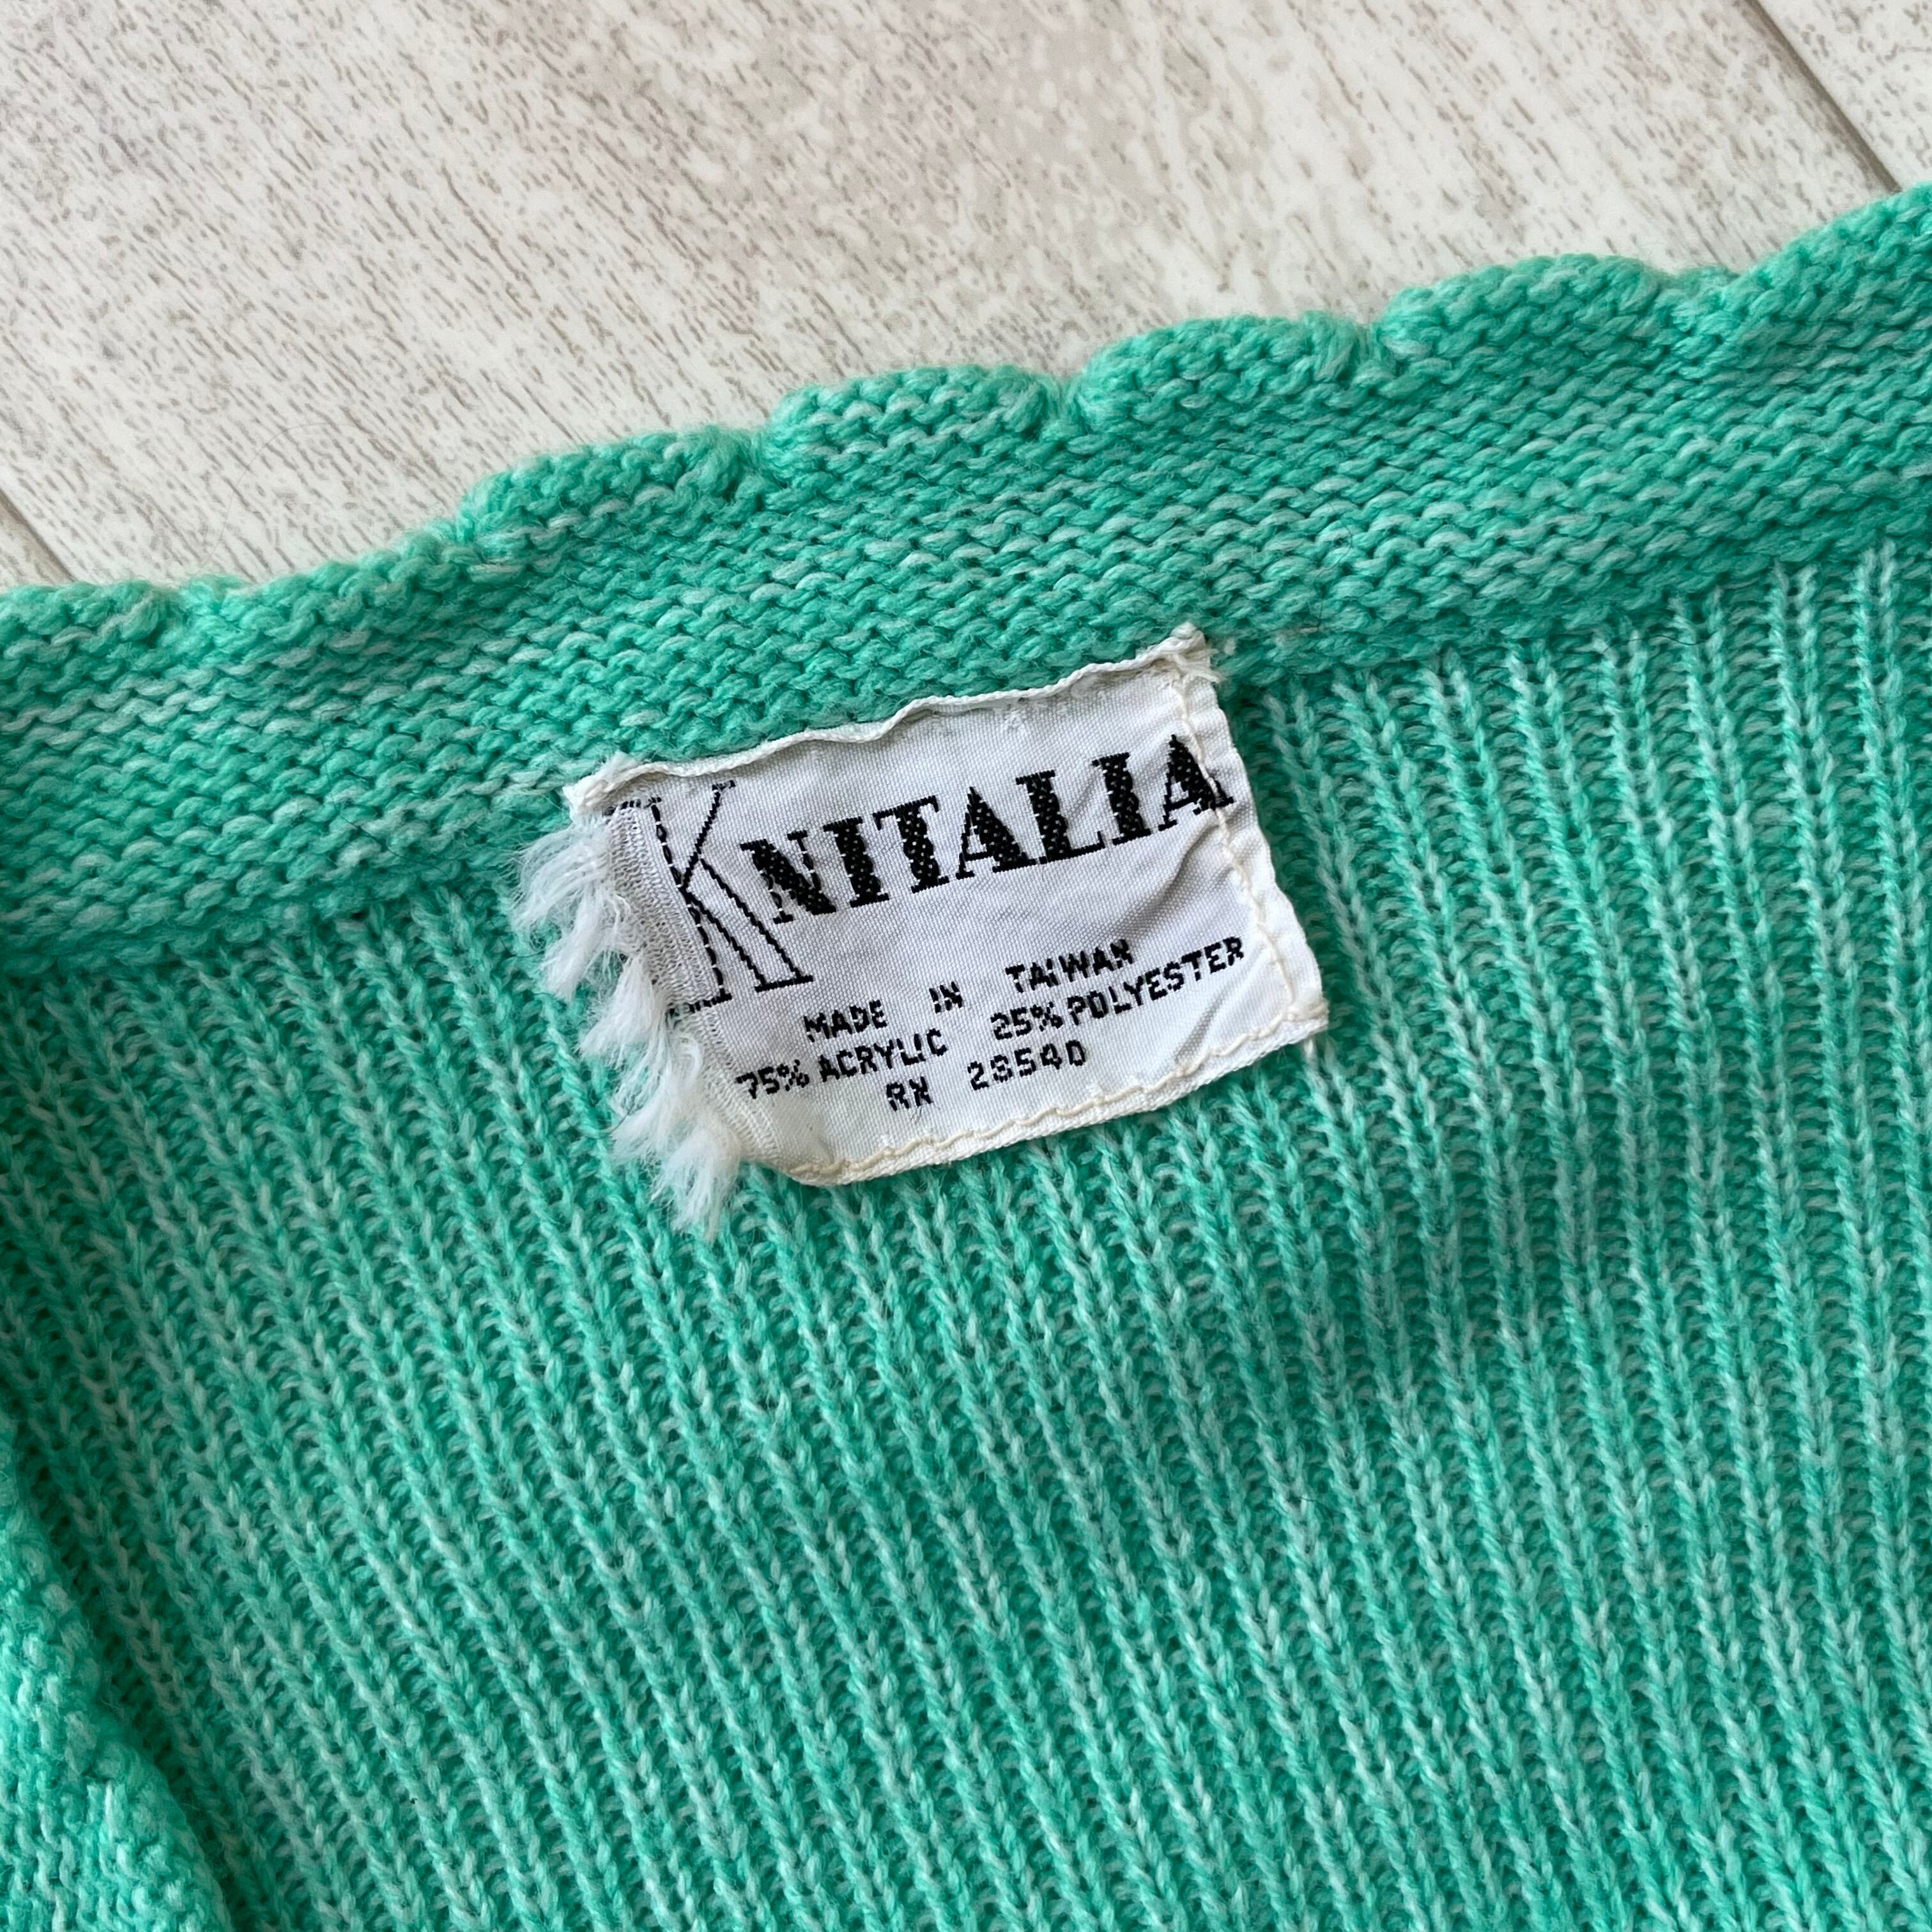 KNITALIA
MADE IN TAIWAN
75% ACRYLIC 25% POLYESTER
RN 28540